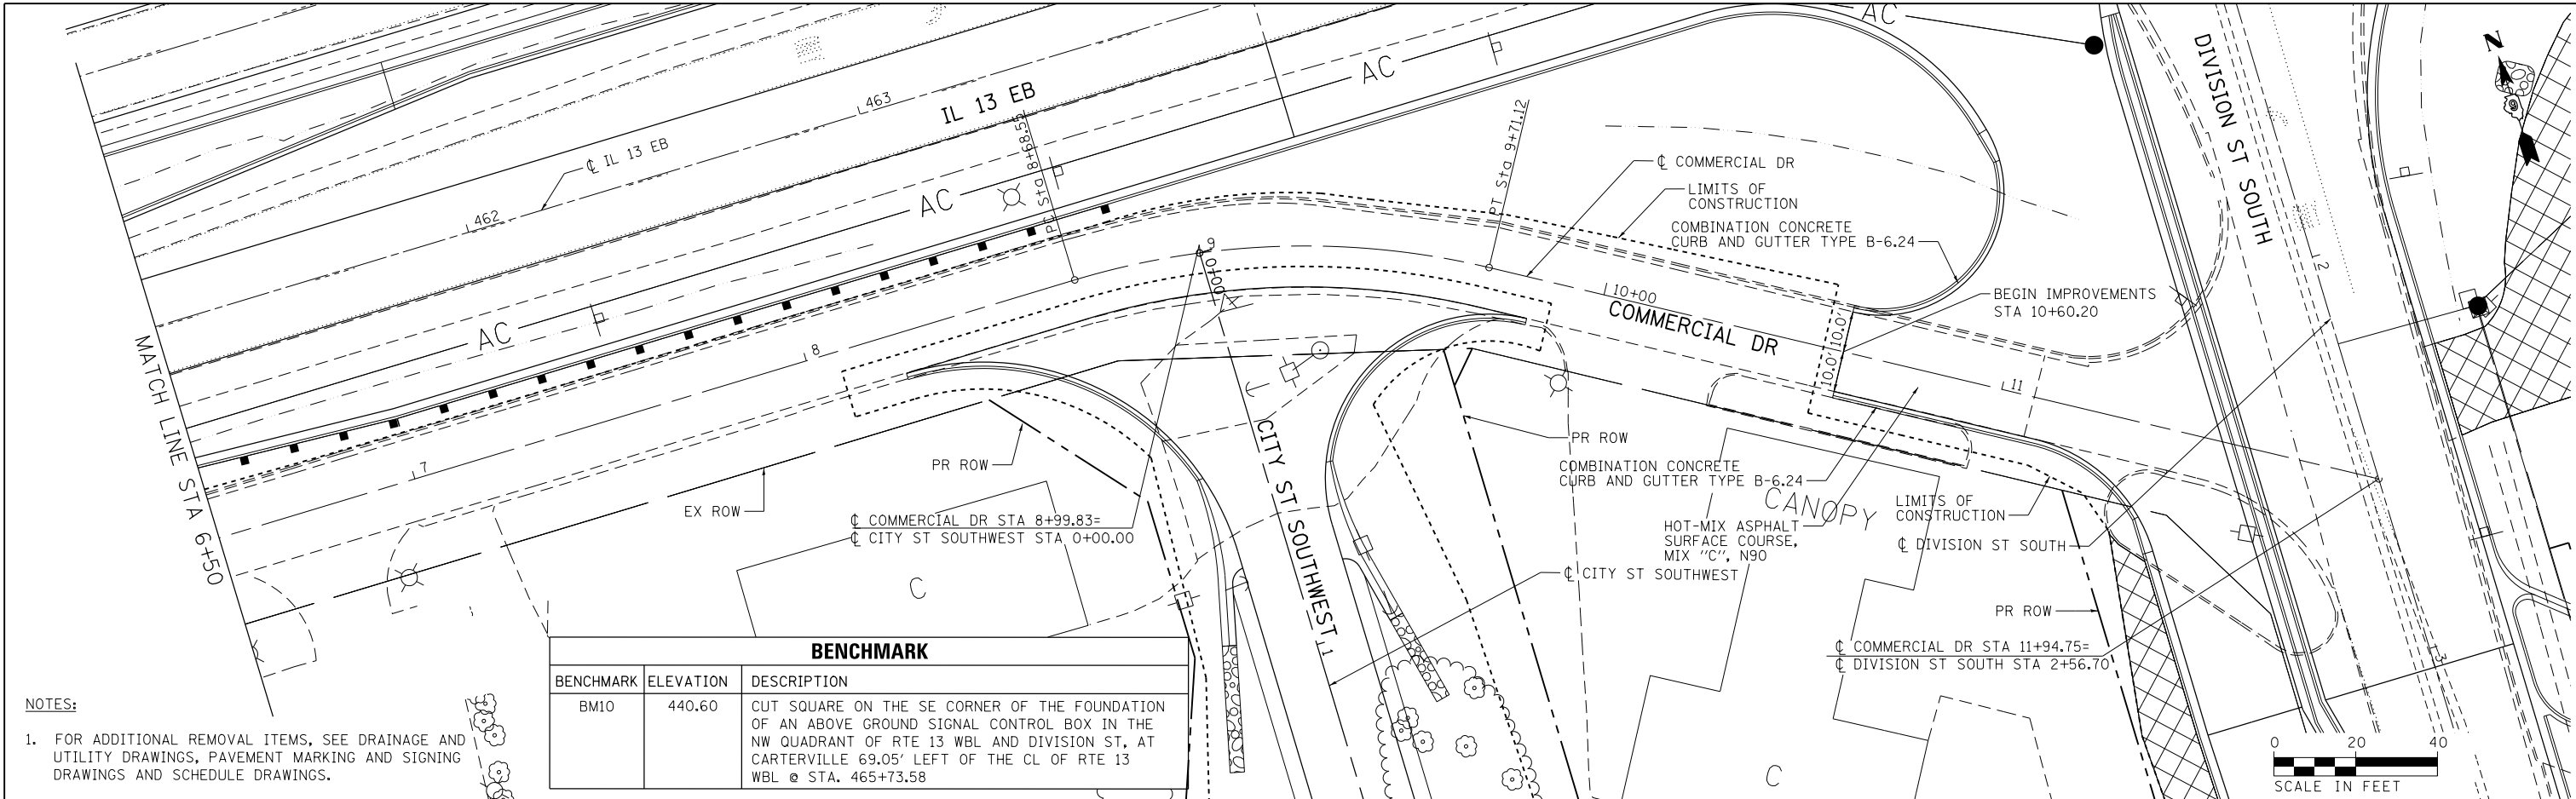 AC
463
IL 13 EB
℄ IL 13 EB
462
AC
AC
AC
PC Sta 8+68.55
PT Sta 9+71.12
℄ COMMERCIAL DR
LIMITS OF
CONSTRUCTION
COMBINATION CONCRETE
CURB AND GUTTER TYPE B-6.24
DIVISION ST SOUTH
N
2
BEGIN IMPROVEMENTS
STA 10+60.20
9
0+00
10+00
COMMERCIAL DR
10.0' 10.0'
11
8
7
MATCH LINE STA 6+50
PR ROW
EX ROW
℄ COMMERCIAL DR STA 8+99.83=
℄ CITY ST SOUTHWEST STA 0+00.00
CITY ST SOUTHWEST
1
PR ROW
COMBINATION CONCRETE
CURB AND GUTTER TYPE B-6.24
CANOPY
HOT-MIX ASPHALT
SURFACE COURSE,
MIX "C", N90
℄ CITY ST SOUTHWEST
LIMITS OF
CONSTRUCTION
℄ DIVISION ST SOUTH
PR ROW
℄ COMMERCIAL DR STA 11+94.75=
℄ DIVISION ST SOUTH STA 2+56.70
3
C
C
BENCHMARK
BENCHMARK ELEVATION DESCRIPTION
BM10 440.60 CUT SQUARE ON THE SE CORNER OF THE FOUNDATION
OF AN ABOVE GROUND SIGNAL CONTROL BOX IN THE
NW QUADRANT OF RTE 13 WBL AND DIVISION ST, AT
CARTERVILLE 69.05' LEFT OF THE CL OF RTE 13
WBL @ STA. 465+73.58
NOTES:
1. FOR ADDITIONAL REMOVAL ITEMS, SEE DRAINAGE AND
UTILITY DRAWINGS, PAVEMENT MARKING AND SIGNING
DRAWINGS AND SCHEDULE DRAWINGS.
0 20 40
SCALE IN FEET